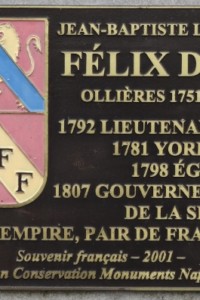 JEAN-BAPTISTE L
FÉLIX D
OLLIÈRES 1751
1792 LIEUTENA
1781 YOR
1798 ÉG
1807 GOUVERNE
DE LA S
EMPIRE, PAIR DE FRA
Souvenir français – 2001 –
n Conservation Monuments Nap
F F